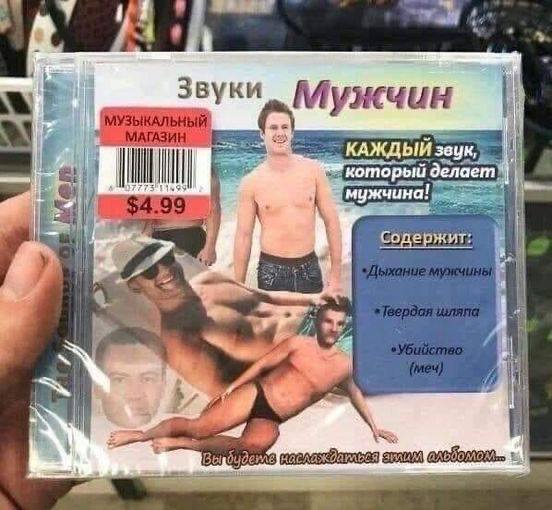 Звуки Мужчин
МУЗЫКАЛЬНЫЙ
МАГАЗИН
$4.99
КАЖДЫЙ звук,
который делает
мужчина!
Содержит:
•Дыхание мужчины
•Твердая шляпа
•Убийство
(меч)
Вы будете наслаждаться этим альбомом...
Men